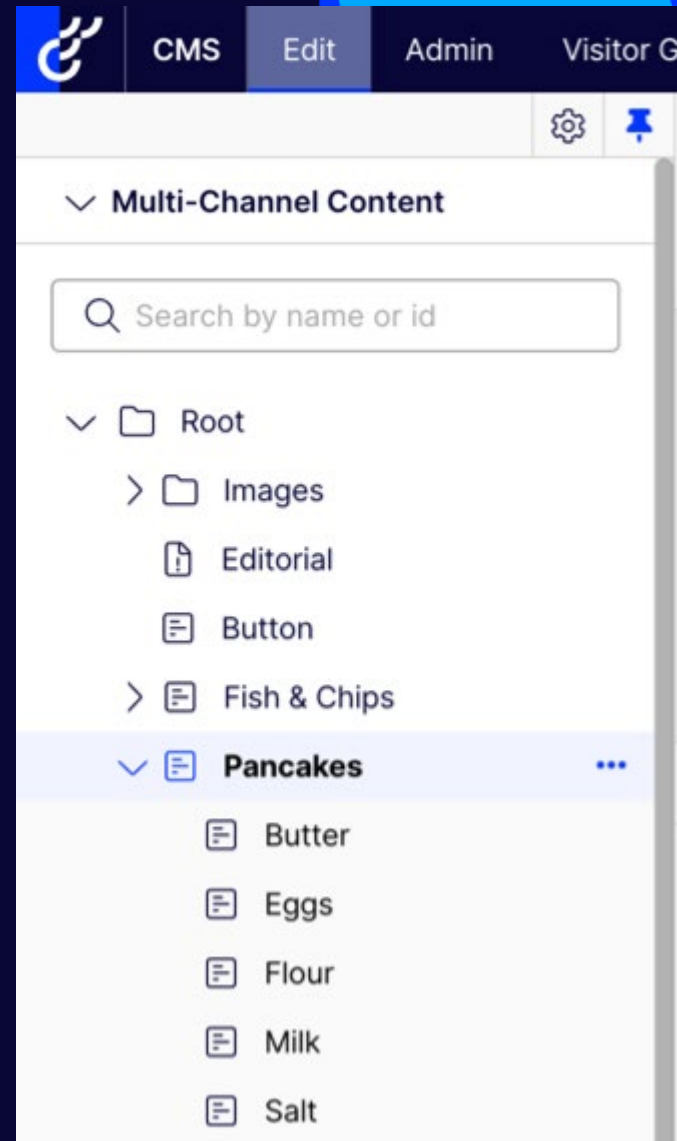 CMS Edit Admin Visitor G
Multi-Channel Content
Search by name or id
Root
Images
Editorial
Button
Fish & Chips
Pancakes
Butter
Eggs
Flour
Milk
Salt